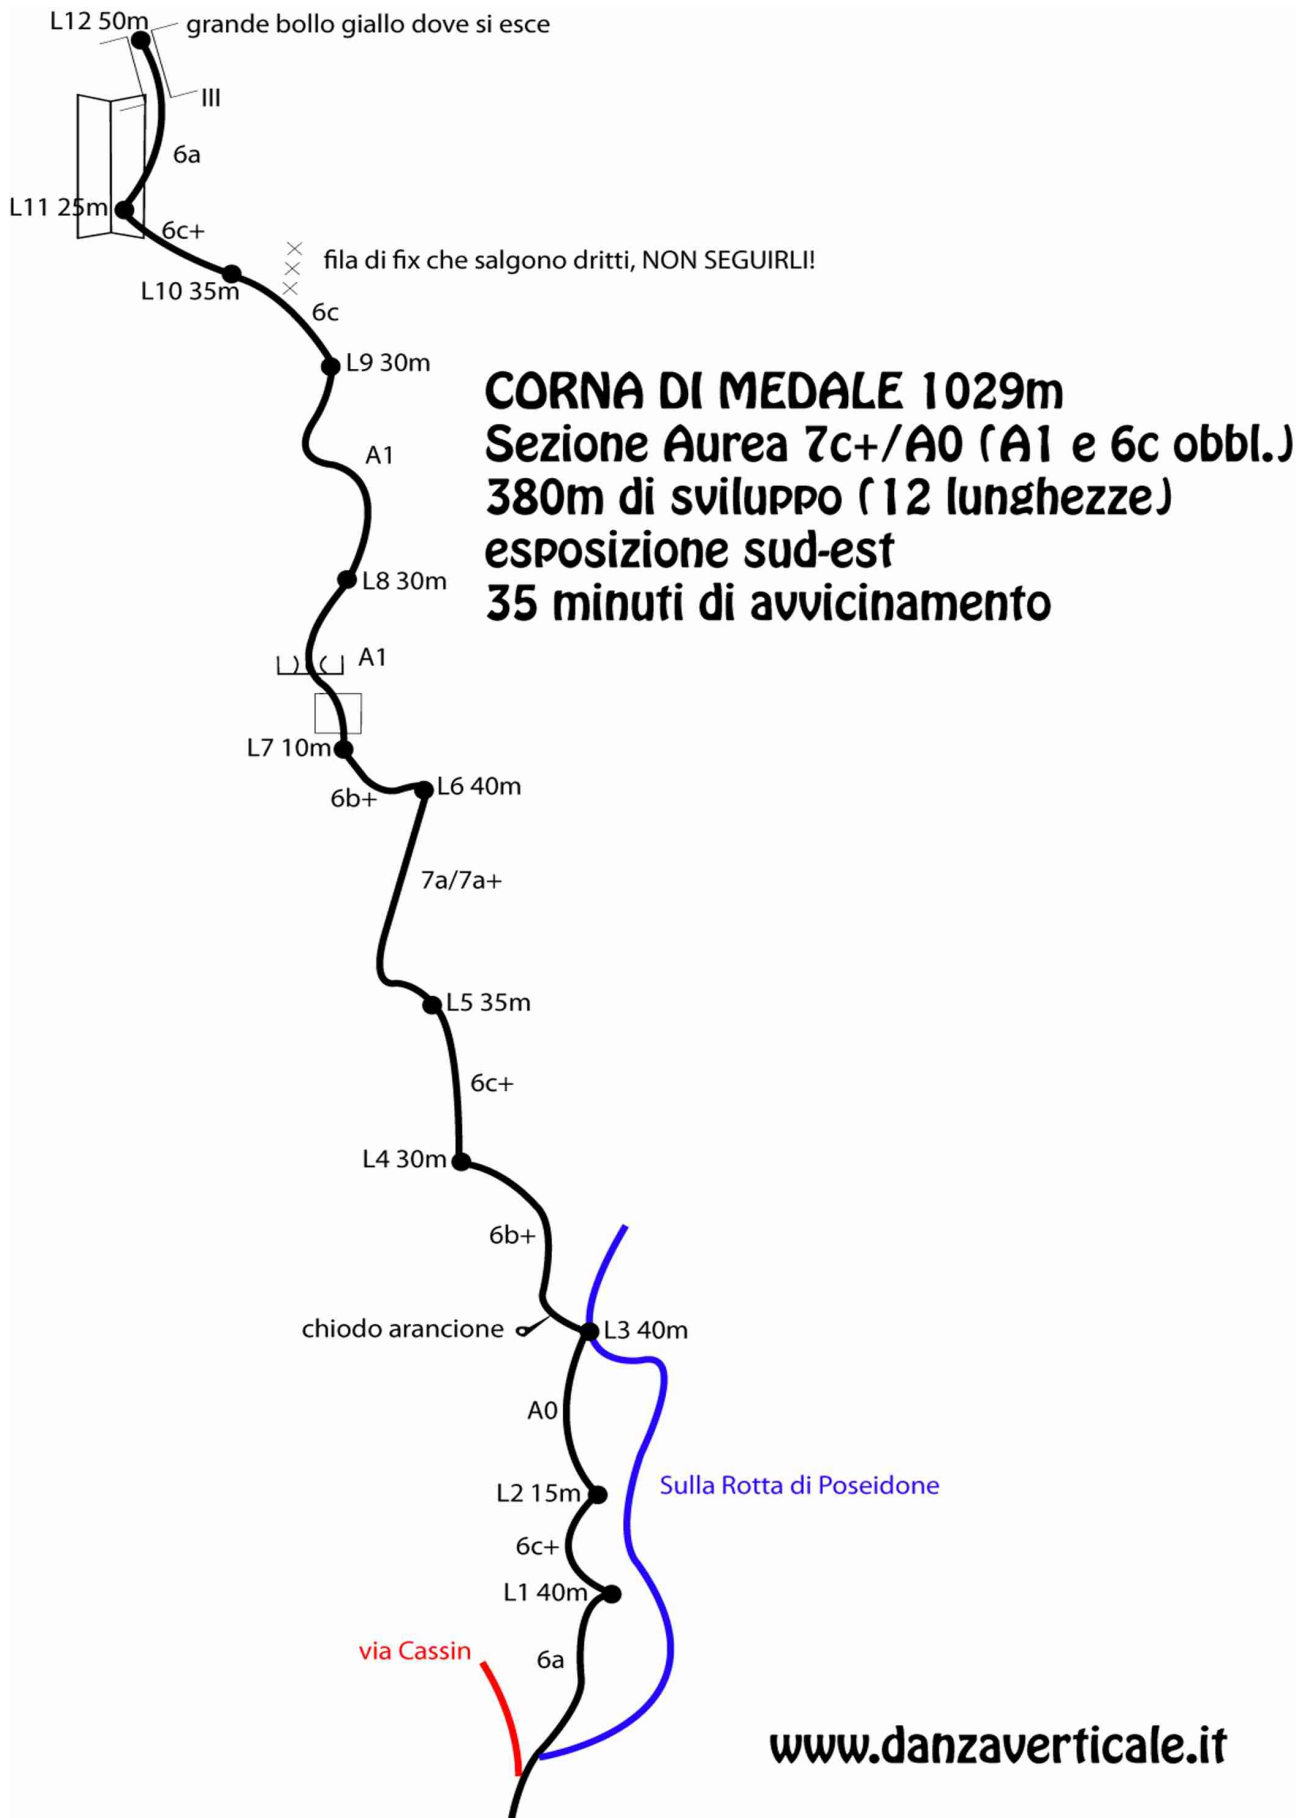 L12 50m
grande bollo giallo dove si esce
III
6a
L11 25m
6c+
fila di fix che salgono dritti, NON SEGUIRLI!
L10 35m
6c
L9 30m
CORNA DI MEDALE 1029m
Sezione Aurea 7c+/A0 (A1 e 6c obbl.)
380m di sviluppo (12 lunghezze)
esposizione sud-est
35 minuti di avvicinamento
A1
L8 30m
A1
L7 10m
L6 40m
6b+
7a/7a+
L5 35m
6c+
L4 30m
6b+
chiodo arancione
L3 40m
A0
Sulla Rotta di Poseidone
L2 15m
6c+
L1 40m
via Cassin
6a
www.danzaverticale.it